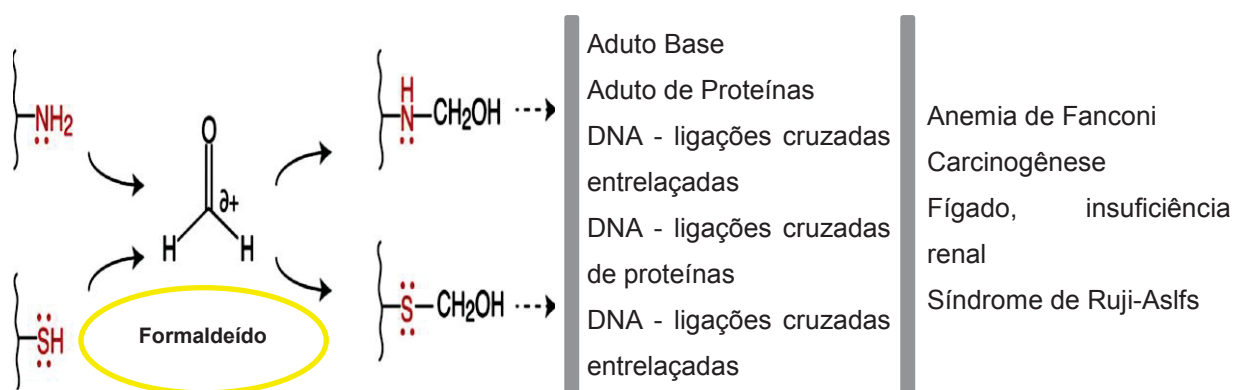 NH2
SH
O
∂+
H H
Formaldeído
H
N—CH2OH
S—CH2OH
Aduto Base
Aduto de Proteínas
DNA - ligações cruzadas
entrelaçadas
DNA - ligações cruzadas
de proteínas
DNA - ligações cruzadas
entrelaçadas
Anemia de Fanconi
Carcinogênese
Fígado, insuficiência
renal
Síndrome de Ruji-Aslfs